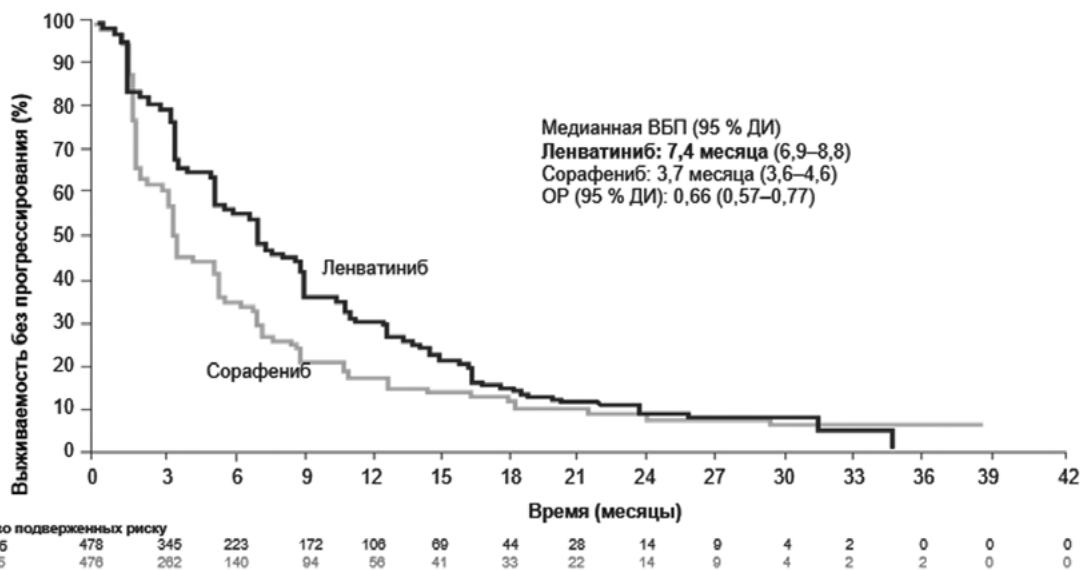 Выживаемость без прогрессирования (%)
100
90
80
70
60
50
40
30
20
10
0
Медианная ВБП (95 % ДИ)
Ленватиниб: 7,4 месяца (6,9–8,8)
Сорафениб: 3,7 месяца (3,6–4,6)
ОР (95 % ДИ): 0,66 (0,57–0,77)
Ленватиниб
Сорафениб
0 3 6 9 12 15 18 21 24 27 30 33 36 39 42
Время (месяцы)
во подверженных риску
б 478 345 223 172 106 69 44 28 14 9 4 2 0 0 0
б 476 262 140 94 56 41 33 22 14 9 4 2 2 0 0